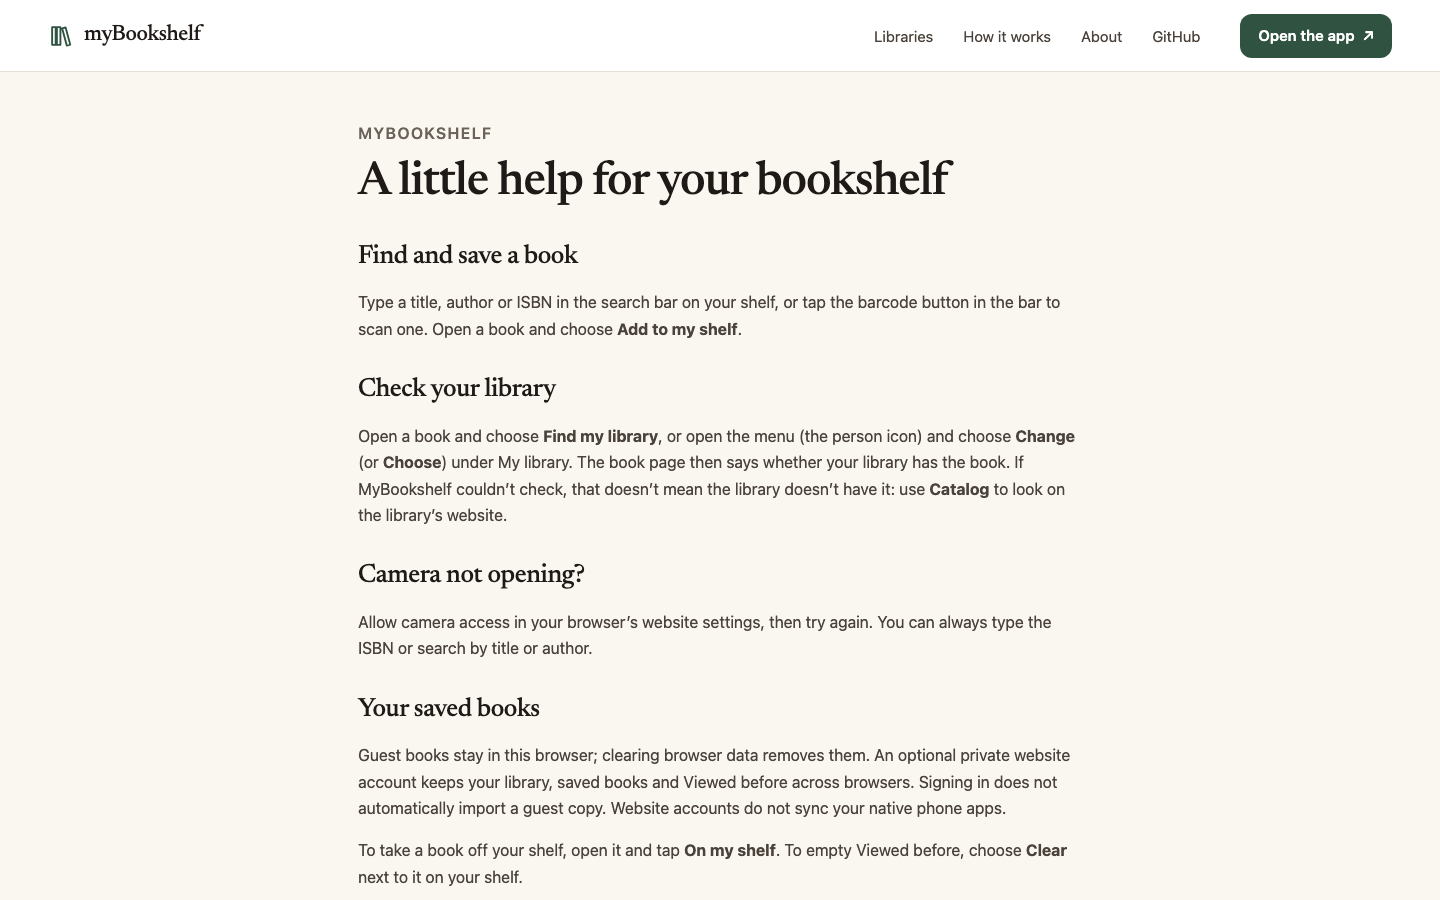 myBookshelf
Libraries
How it works
About
GitHub
Open the app
MYBOOKSHELF
A little help for your bookshelf
Find and save a book
Type a title, author or ISBN in the search bar on your shelf, or tap the barcode button in the bar to
scan one. Open a book and choose Add to my shelf.
Check your library
Open a book and choose Find my library, or open the menu (the person icon) and choose Change
(or Choose) under My library. The book page then says whether your library has the book. If
MyBookshelf couldn’t check, that doesn’t mean the library doesn’t have it: use Catalog to look on
the library’s website.
Camera not opening?
Allow camera access in your browser’s website settings, then try again. You can always type the
ISBN or search by title or author.
Your saved books
Guest books stay in this browser; clearing browser data removes them. An optional private website
account keeps your library, saved books and Viewed before across browsers. Signing in does not
automatically import a guest copy. Website accounts do not sync your native phone apps.
To take a book off your shelf, open it and tap On my shelf. To empty Viewed before, choose Clear
next to it on your shelf.